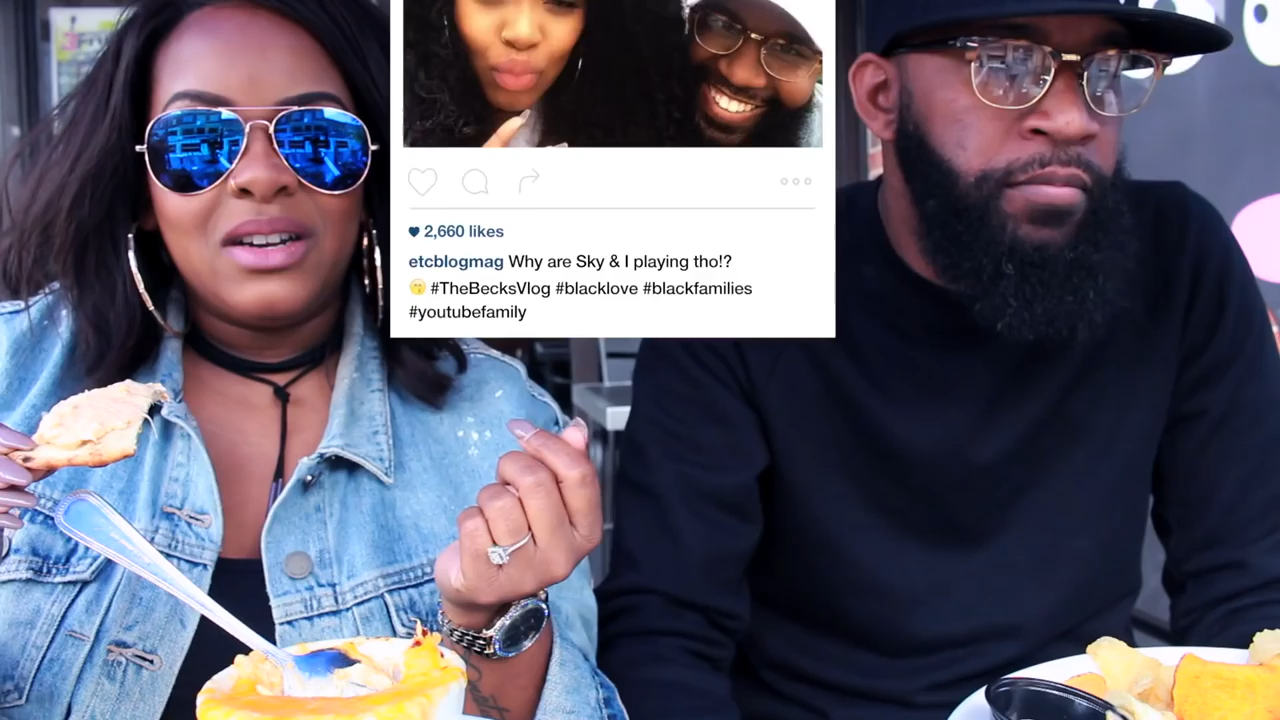 2,660 likes
etcblogmag Why are Sky & I playing tho!?
😙 #TheBecksVlog #blacklove #blackfamilies
#youtubefamily